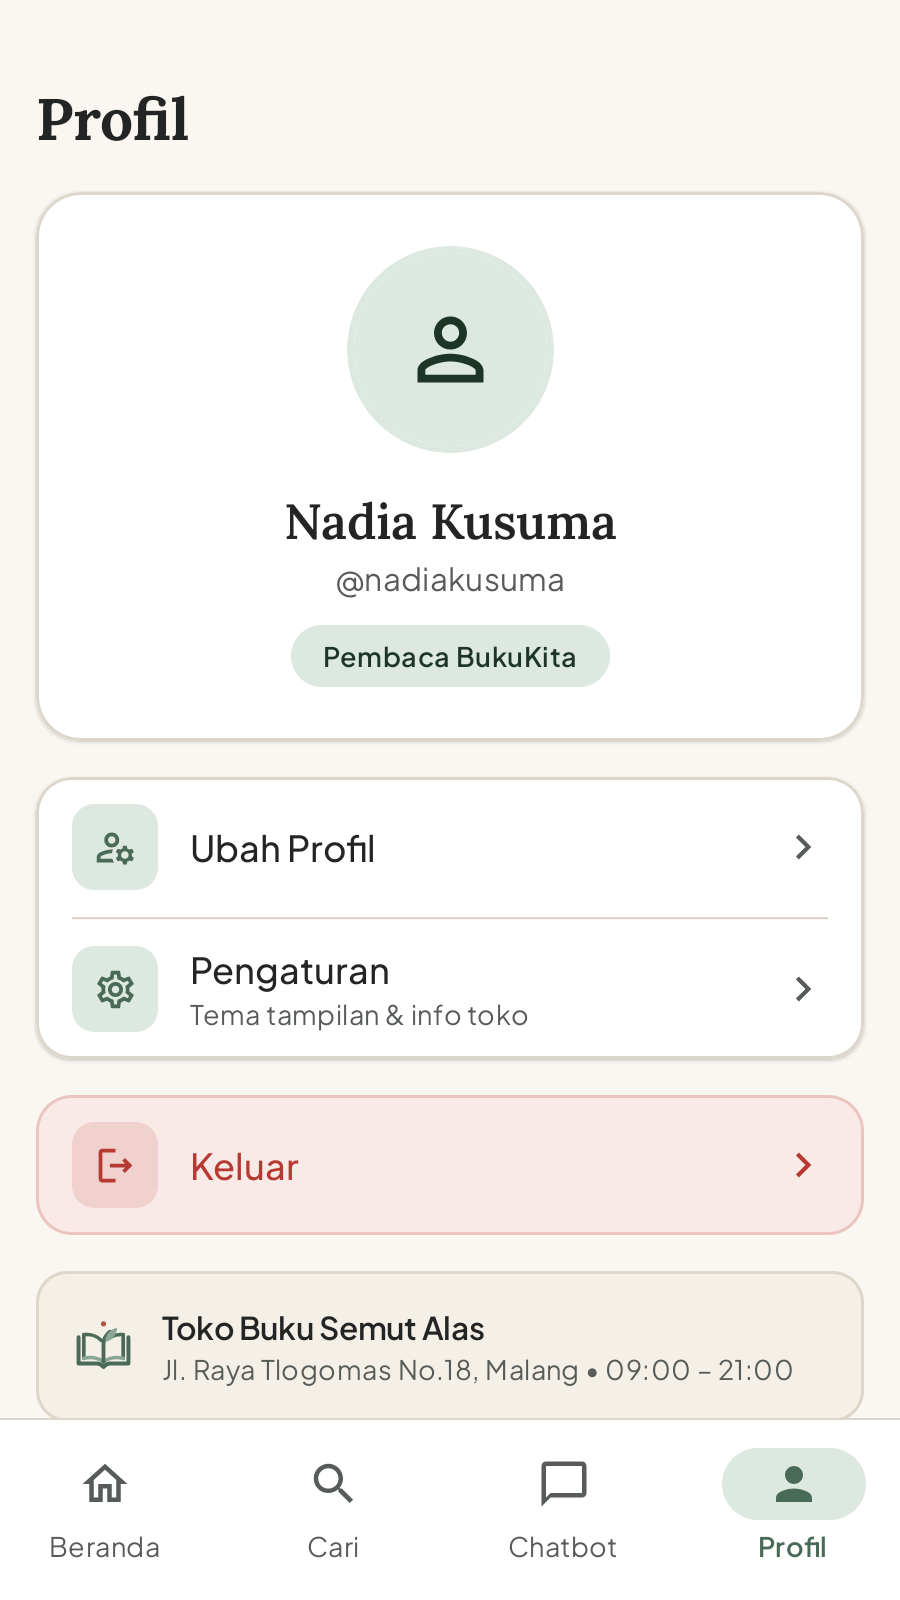 Profil
Nadia Kusuma
@nadiakusuma
Pembaca BukuKita
Ubah Profil
Pengaturan
Tema tampilan & info toko
Keluar
Toko Buku Semut Alas
Jl. Raya Tlogomas No.18, Malang • 09:00 – 21:00
Beranda
Cari
Chatbot
Profil